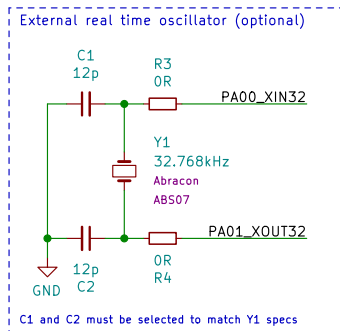 External real time oscillator (optional)
C1
12p
R3
0R
PA00_XIN32
Y1
32.768kHz
Abracon
ABS07
PA01_XOUT32
12p
C2
0R
R4
GND
C1 and C2 must be selected to match Y1 specs